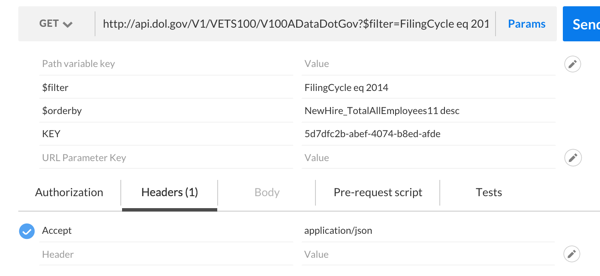 GET http://api.dol.gov/V1/VETS100/V100ADataDotGov?$filter=FilingCycle eq 201 Params Send
Path variable key Value
$filter FilingCycle eq 2014
$orderby NewHire_TotalAllEmployees11 desc
KEY 5d7dfc2b-abef-4074-b8ed-afde
URL Parameter Key Value
Authorization Headers (1) Body Pre-request script Tests
Accept application/json
Header Value